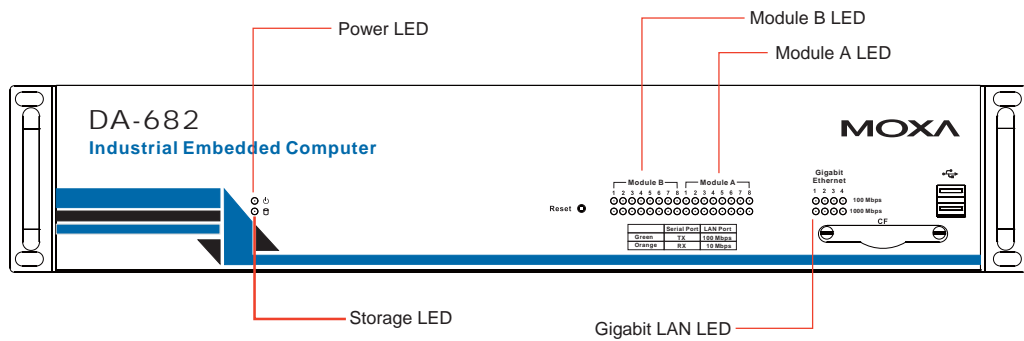 Power LED
Module B LED
Module A LED
DA-682
Industrial Embedded Computer
MOXA
Module B
Module A
1 2 3 4 5 6 7 8 1 2 3 4 5 6 7 8
Reset
Serial Port LAN Port
Green TX 100 Mbps
Orange RX 10 Mbps
Gigabit
Ethernet
1 2 3 4
100 Mbps
1000 Mbps
CF
Storage LED
Gigabit LAN LED